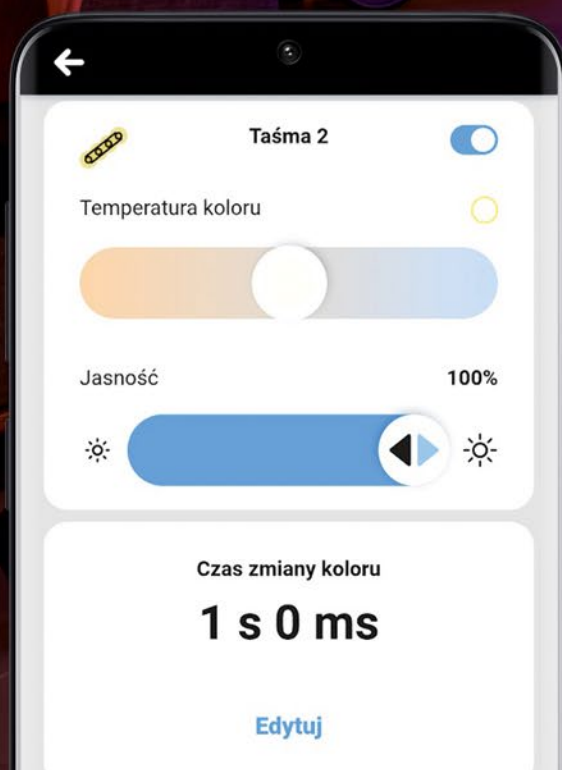 Taśma 2
Temperatura koloru
Jasność 100%
Czas zmiany koloru
1 s 0 ms
Edytuj